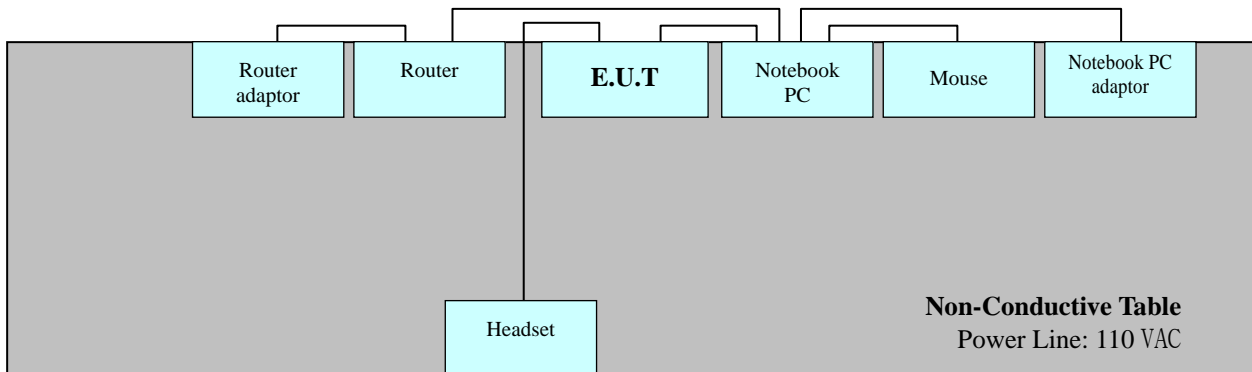 Router
adaptor
Router
E.U.T
Notebook
PC
Mouse
Notebook PC
adaptor
Headset
Non-Conductive Table
Power Line: 110 VAC